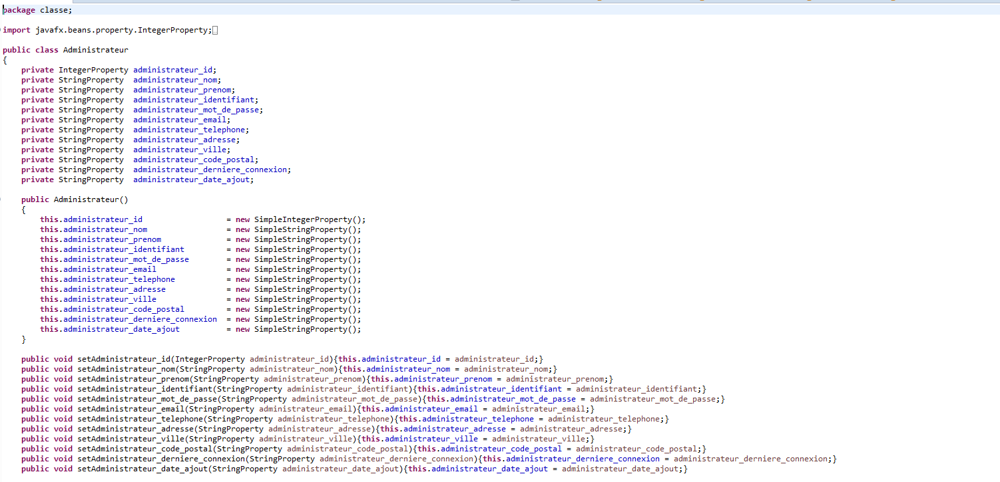 package classe;
import javafx.beans.property.IntegerProperty;
public class Administrateur
{
private IntegerProperty administrateur_id;
private StringProperty administrateur_nom;
private StringProperty administrateur_prenom;
private StringProperty administrateur_identifiant;
private StringProperty administrateur_mot_de_passe;
private StringProperty administrateur_email;
private StringProperty administrateur_telephone;
private StringProperty administrateur_adresse;
private StringProperty administrateur_ville;
private StringProperty administrateur_code_postal;
private StringProperty administrateur_derniere_connexion;
private StringProperty administrateur_date_ajout;
public Administrateur()
{
this.administrateur_id = new SimpleIntegerProperty();
this.administrateur_nom = new SimpleStringProperty();
this.administrateur_prenom = new SimpleStringProperty();
this.administrateur_identifiant = new SimpleStringProperty();
this.administrateur_mot_de_passe = new SimpleStringProperty();
this.administrateur_email = new SimpleStringProperty();
this.administrateur_telephone = new SimpleStringProperty();
this.administrateur_adresse = new SimpleStringProperty();
this.administrateur_ville = new SimpleStringProperty();
this.administrateur_code_postal = new SimpleStringProperty();
this.administrateur_derniere_connexion = new SimpleStringProperty();
this.administrateur_date_ajout = new SimpleStringProperty();
}
public void setAdministrateur_id(IntegerProperty administrateur_id){this.administrateur_id = administrateur_id;}
public void setAdministrateur_nom(StringProperty administrateur_nom){this.administrateur_nom = administrateur_nom;}
public void setAdministrateur_prenom(StringProperty administrateur_prenom){this.administrateur_prenom = administrateur_prenom;}
public void setAdministrateur_identifiant(StringProperty administrateur_identifiant){this.administrateur_identifiant = administrateur_identifiant;}
public void setAdministrateur_mot_de_passe(StringProperty administrateur_mot_de_passe){this.administrateur_mot_de_passe = administrateur_mot_de_passe;}
public void setAdministrateur_email(StringProperty administrateur_email){this.administrateur_email = administrateur_email;}
public void setAdministrateur_telephone(StringProperty administrateur_telephone){this.administrateur_telephone = administrateur_telephone;}
public void setAdministrateur_adresse(StringProperty administrateur_adresse){this.administrateur_adresse = administrateur_adresse;}
public void setAdministrateur_ville(StringProperty administrateur_ville){this.administrateur_ville = administrateur_ville;}
public void setAdministrateur_code_postal(StringProperty administrateur_code_postal){this.administrateur_code_postal = administrateur_code_postal;}
public void setAdministrateur_derniere_connexion(StringProperty administrateur_derniere_connexion){this.administrateur_derniere_connexion = administrateur_derniere_connexion;}
public void setAdministrateur_date_ajout(StringProperty administrateur_date_ajout){this.administrateur_date_ajout = administrateur_date_ajout;}